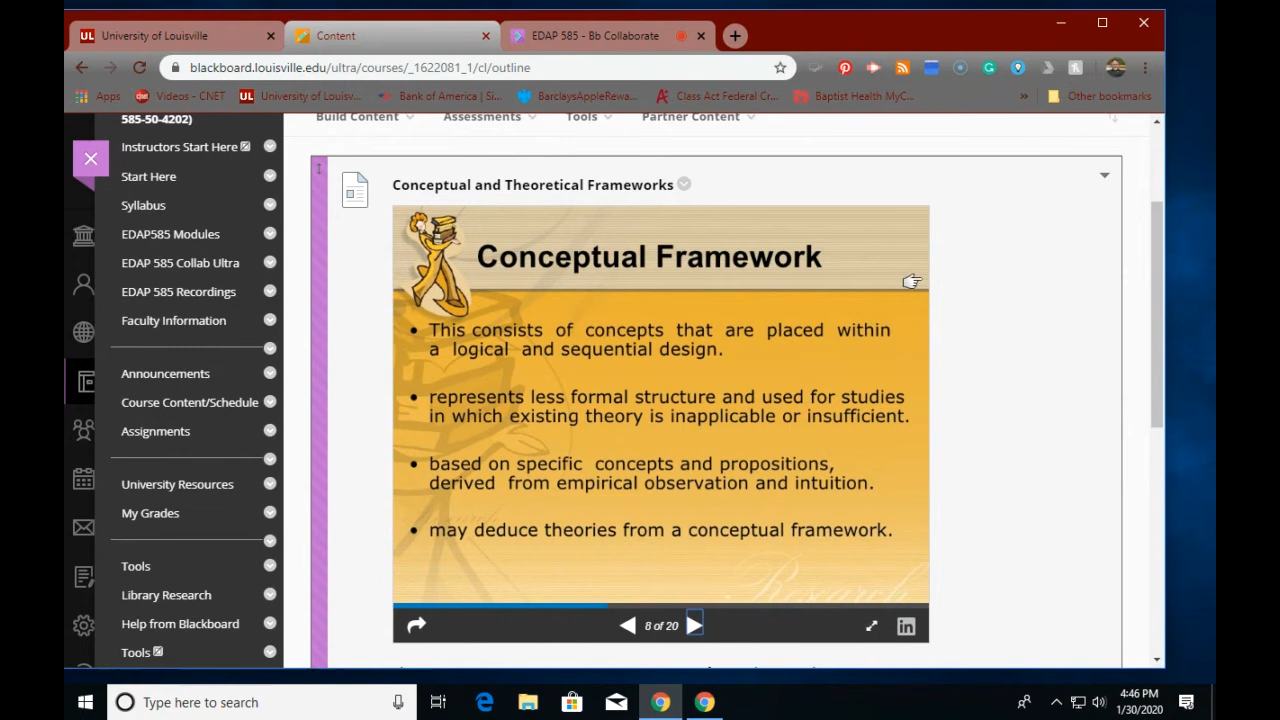 University of Louisville
Content
EDAP 585 - Bb Collaborate
blackboard.louisville.edu/ultra/courses/_1622081_1/cl/outline
Apps
Videos - CNET
University of Louisv...
Bank of America | Si...
BarclaysAppleRewa...
Class Act Federal Cr...
Baptist Health MyC...
»
Other bookmarks
585-50-4202)
Instructors Start Here
Start Here
Syllabus
EDAP585 Modules
EDAP 585 Collab Ultra
EDAP 585 Recordings
Faculty Information
Announcements
Course Content/Schedule
Assignments
University Resources
My Grades
Tools
Library Research
Help from Blackboard
Tools
Build Content
Assessments
Tools
Partner Content
Conceptual and Theoretical Frameworks
Conceptual Framework
• This consists of concepts that are placed within
a logical and sequential design.
• represents less formal structure and used for studies
in which existing theory is inapplicable or insufficient.
• based on specific concepts and propositions,
derived from empirical observation and intuition.
• may deduce theories from a conceptual framework.
Research
8 of 20
in
Type here to search
4:46 PM
1/30/2020